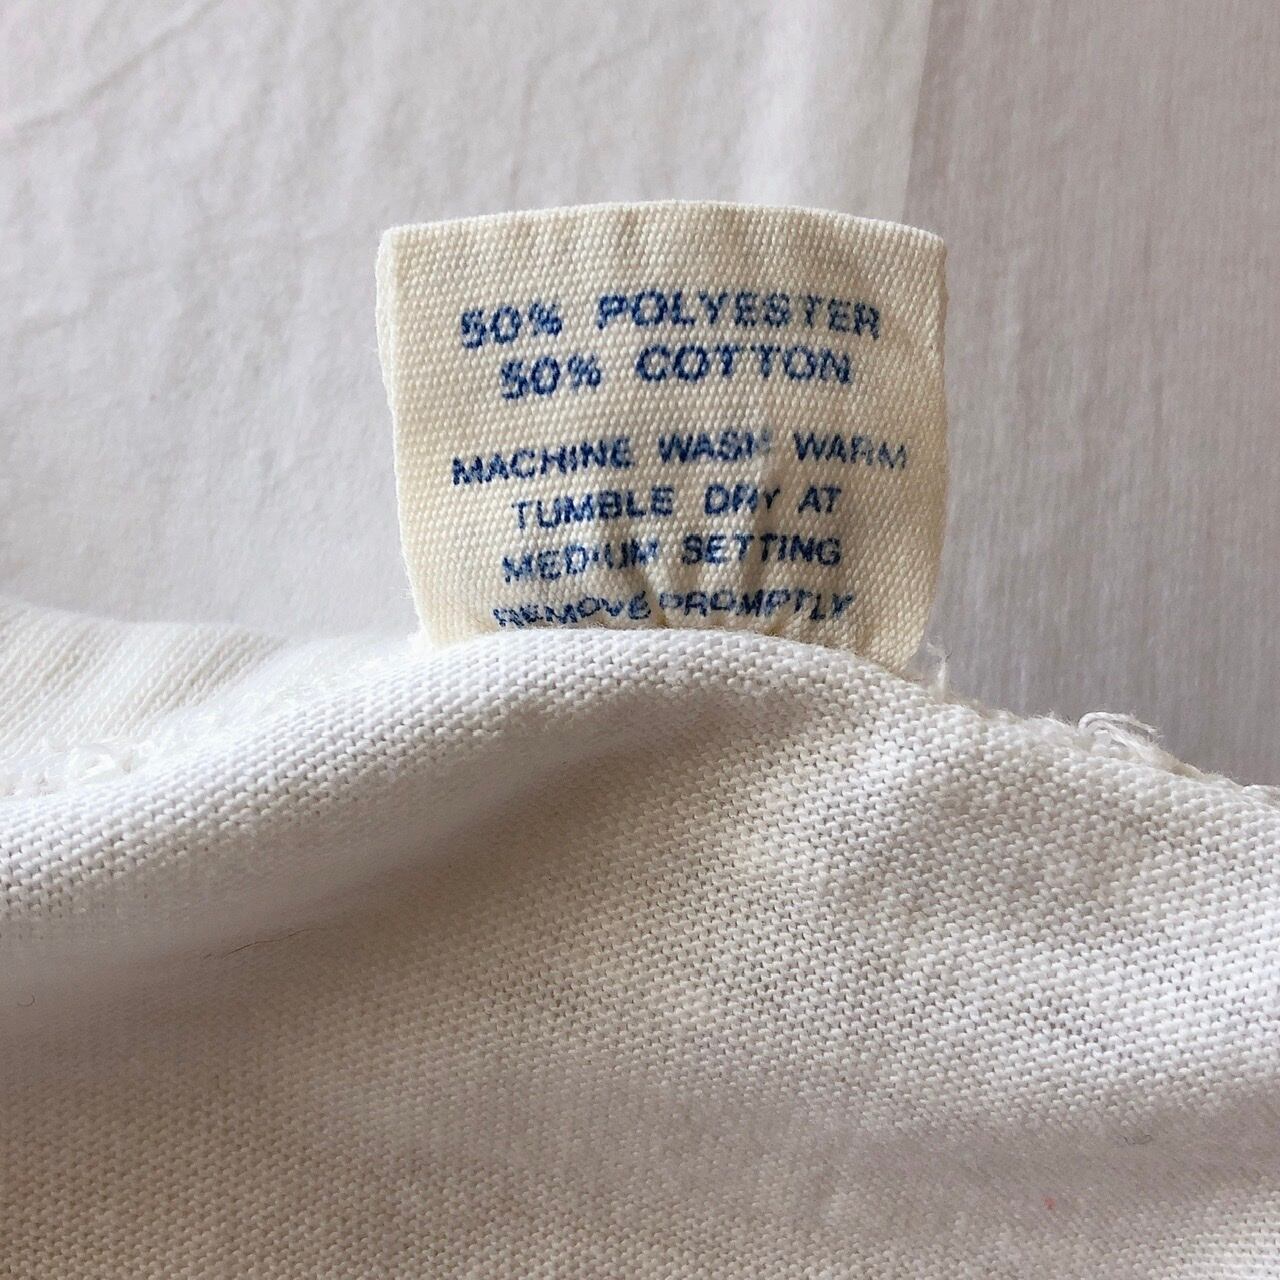 50% POLYESTER
50% COTTON
MACHINE WASH WARM
TUMBLE DRY AT
MEDIUM SETTING
REMOVE PROMPTLY